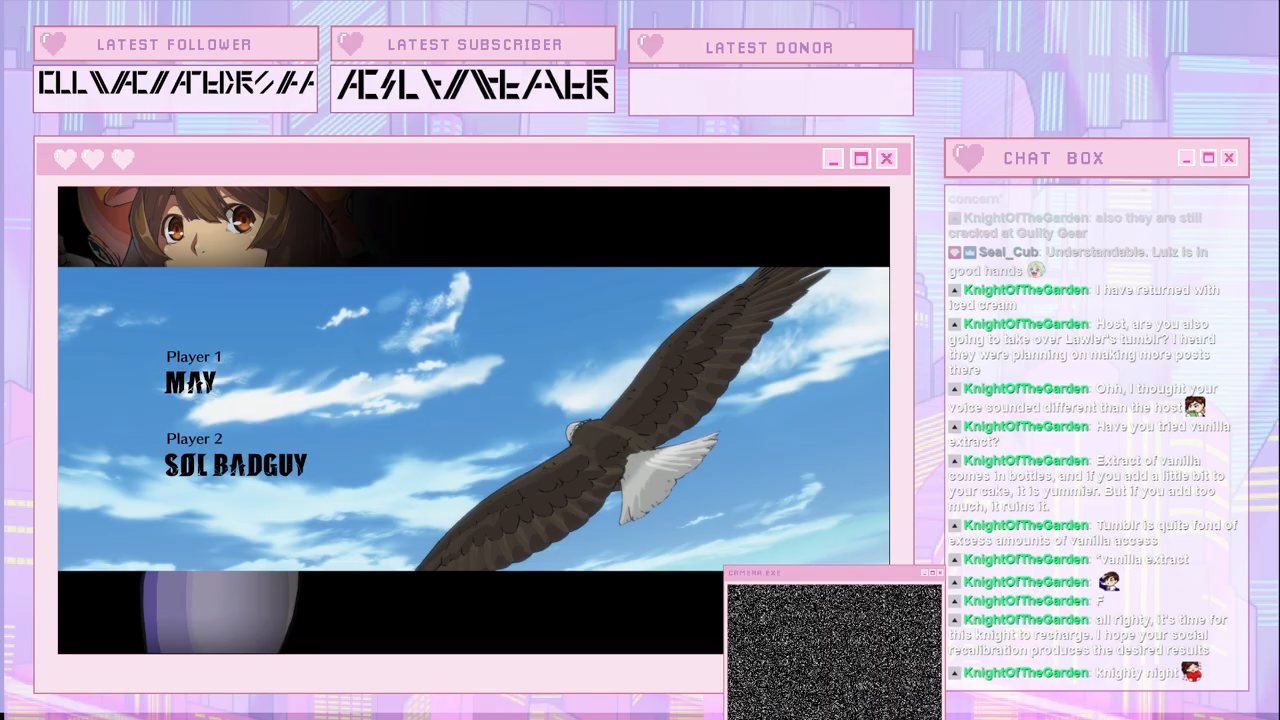 LATEST FOLLOWER
LATEST SUBSCRIBER
LATEST DONOR
CHAT BOX
Player 1
MAY
Player 2
SOL BADGUY
CAMERA.EXE
concern"
KnightOfTheGarden: also they are still
cracked at Guilty Gear
Seal_Cub: Understandable. Luiz is in
good hands
KnightOfTheGarden: I have returned with
iced cream
KnightOfTheGarden: Host, are you also
going to take over Lawler's tumblr? I heard
they were planning on making more posts
there
KnightOfTheGarden: Ohh, I thought your
voice sounded different than the host
KnightOfTheGarden: Have you tried vanilla
extract?
KnightOfTheGarden: Extract of vanilla
comes in bottles, and if you add a little bit to
your cake, it is yummier. But if you add too
much, it ruins it.
KnightOfTheGarden: Tumblr is quite fond of
excess amounts of vanilla access
KnightOfTheGarden: *vanilla extract
KnightOfTheGarden:
KnightOfTheGarden: F
KnightOfTheGarden: all righty, it's time for
this knight to recharge. I hope your social
recalibration produces the desired results
KnightOfTheGarden: knighty night